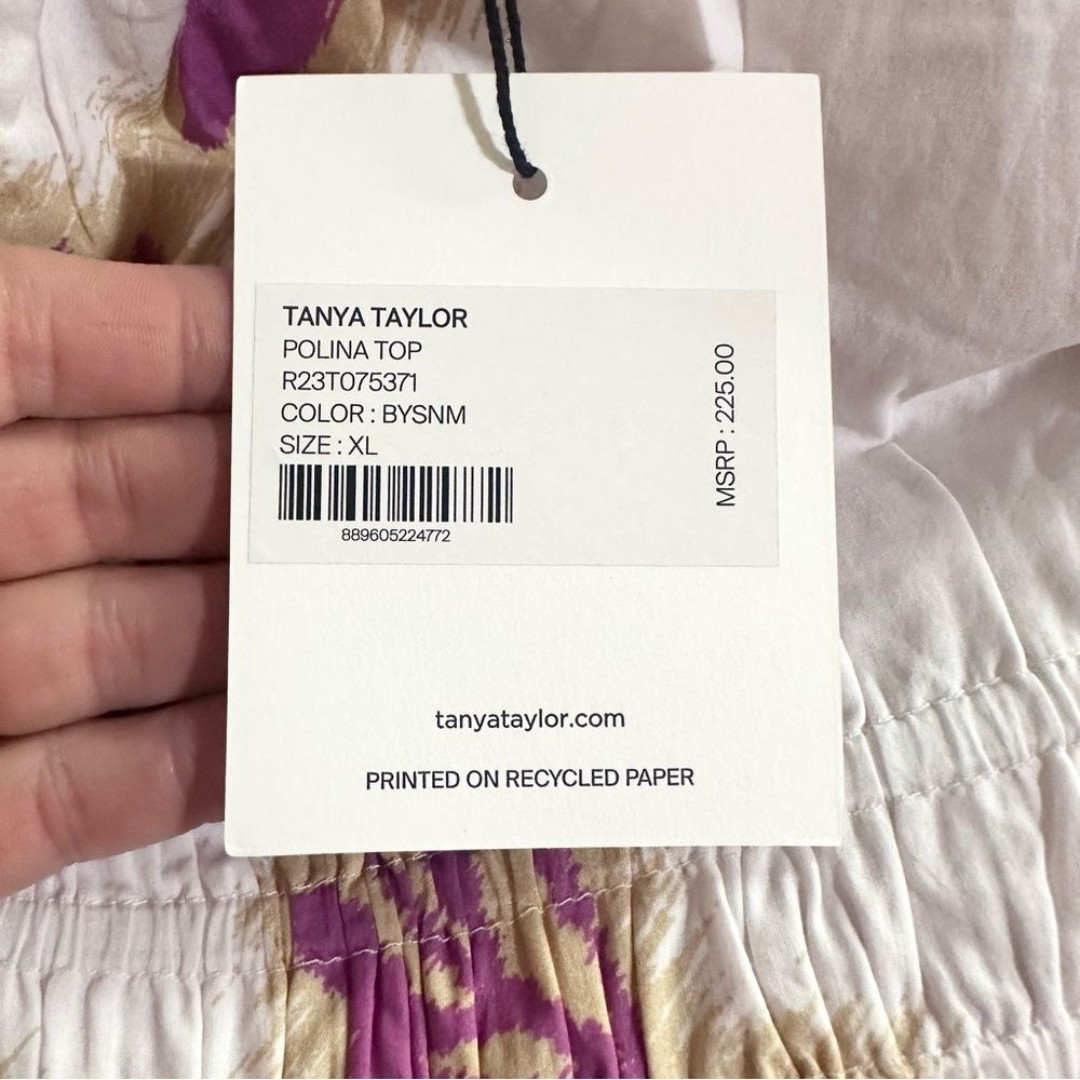 TANYA TAYLOR
POLINA TOP
R23T075371
COLOR : BYSNM
SIZE : XL
889605224772
MSRP : 225.00
tanyataylor.com
PRINTED ON RECYCLED PAPER